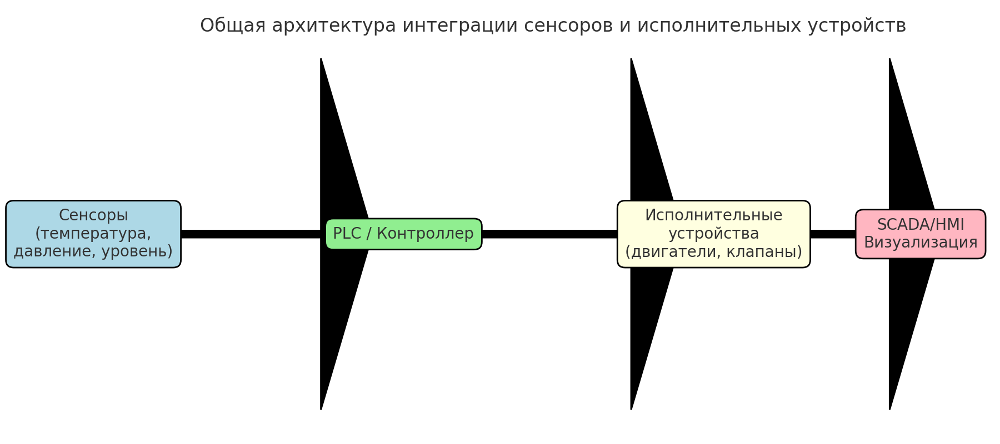 Общая архитектура интеграции сенсоров и исполнительных устройств
Сенсоры
(температура,
давление, уровень)
PLC / Контроллер
Исполнительные
устройства
(двигатели, клапаны)
SCADA/HMI
Визуализация